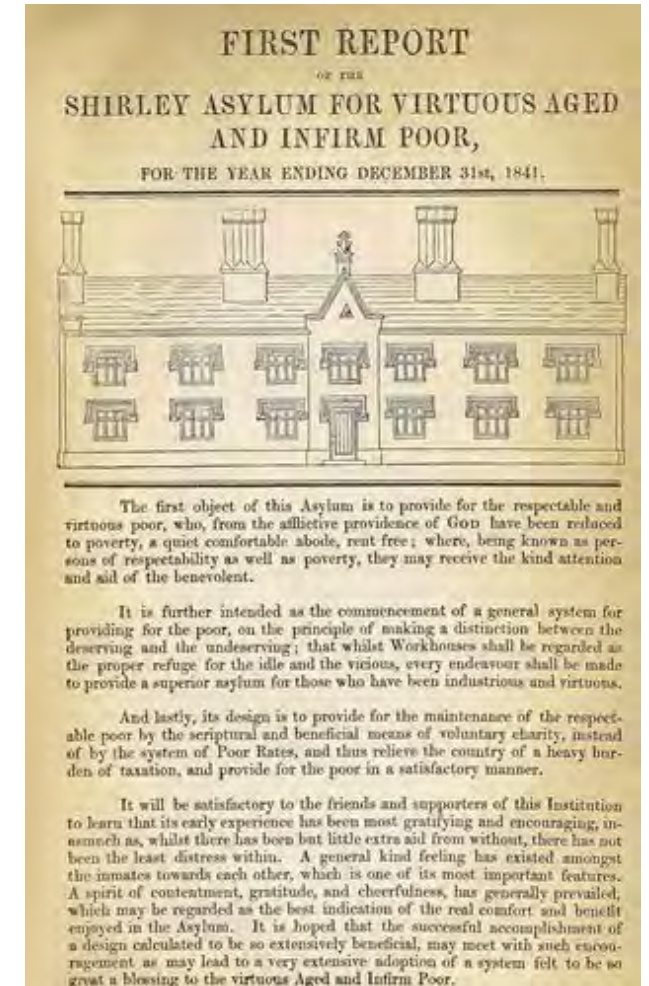 FIRST REPORT
OF THE
SHIRLEY ASYLUM FOR VIRTUOUS AGED
AND INFIRM POOR,
FOR THE YEAR ENDING DECEMBER 31st, 1841.
The first object of this Asylum is to provide for the respectable and
virtuous poor, who, from the afflictive providence of GOD have been reduced
to poverty, a quiet comfortable abode, rent free; where, being known as per-
sons of respectability as well as poverty, they may receive the kind attention
and aid of the benevolent.
It is further intended as the commencement of a general system for
providing for the poor, on the principle of making a distinction between the
deserving and the undeserving; that whilst Workhouses shall be regarded as
the proper refuge for the idle and the vicious, every endeavour shall be made
to provide a superior asylum for those who have been industrious and virtuous.
And lastly, its design is to provide for the maintenance of the respect-
able poor by the scriptural and beneficial means of voluntary charity, instead
of by the system of Poor Rates, and thus relieve the country of a heavy bur-
den of taxation, and provide for the poor in a satisfactory manner.
It will be satisfactory to the friends and supporters of this Institution
to learn that its early experience has been most gratifying and encouraging, in-
asmuch as, whilst there has been but little extra aid from without, there has not
been the least distress within. A general kind feeling has existed amongst
the inmates towards each other, which is one of its most important features.
A spirit of contentment, gratitude, and cheerfulness, has generally prevailed,
which may be regarded as the best indication of the real comfort and benefit
enjoyed in the Asylum. It is hoped that the successful accomplishment of
a design calculated to be so extensively beneficial, may meet with such encou-
ragement as may lead to a very extensive adoption of a system felt to be so
great a blessing to the virtuous Aged and Infirm Poor.